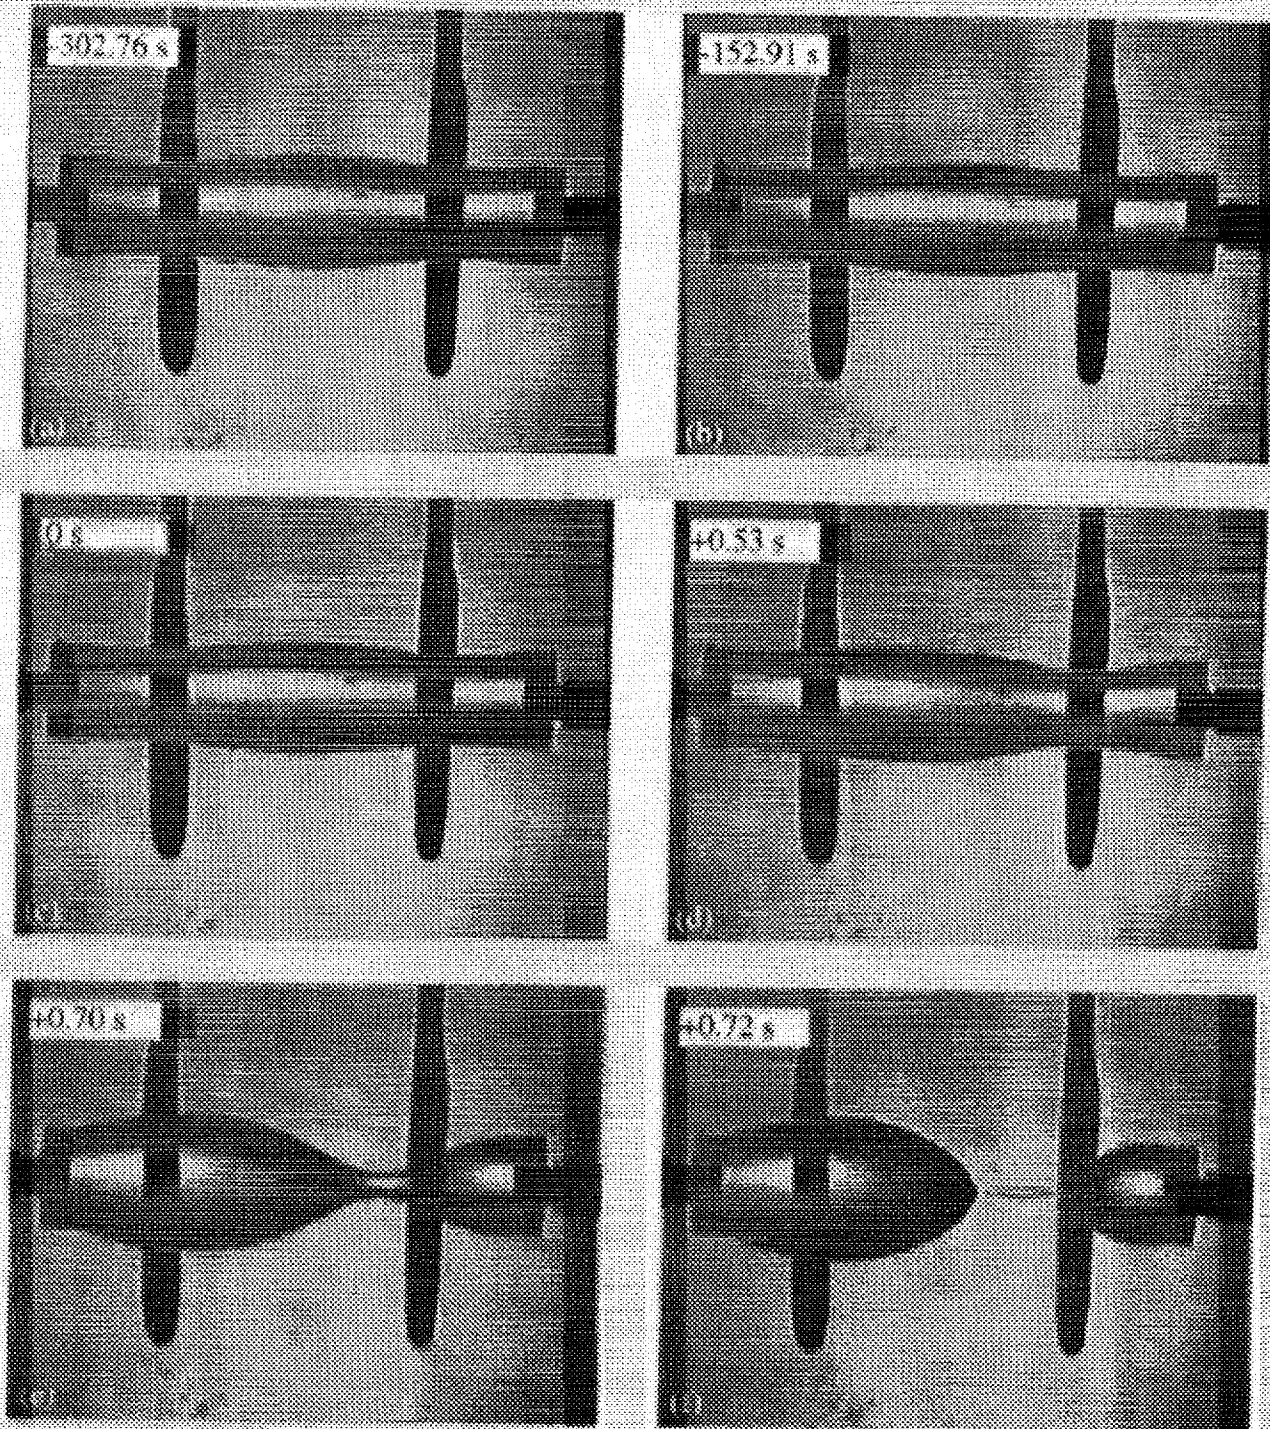 -302.76 s
-152.91 s
(a)
(b)
0 s
+0.53 s
(c)
(d)
+0.70 s
+0.72 s
(e)
(f)